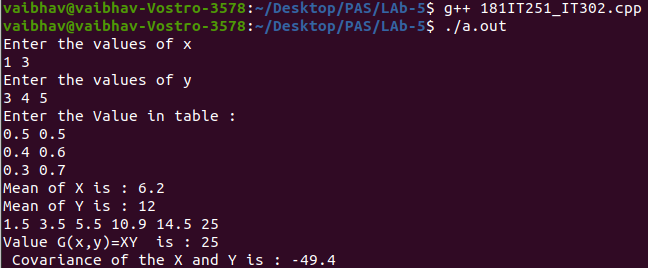 vaibhav@vaibhav-Vostro-3578:~/Desktop/PAS/LAb-5$ g++ 181IT251_IT302.cpp
vaibhav@vaibhav-Vostro-3578:~/Desktop/PAS/LAb-5$ ./a.out
Enter the values of x
1 3
Enter the values of y
3 4 5
Enter the Value in table :
0.5 0.5
0.4 0.6
0.3 0.7
Mean of X is : 6.2
Mean of Y is : 12
1.5 3.5 5.5 10.9 14.5 25
Value G(x,y)=XY  is : 25
 Covariance of the X and Y is : -49.4